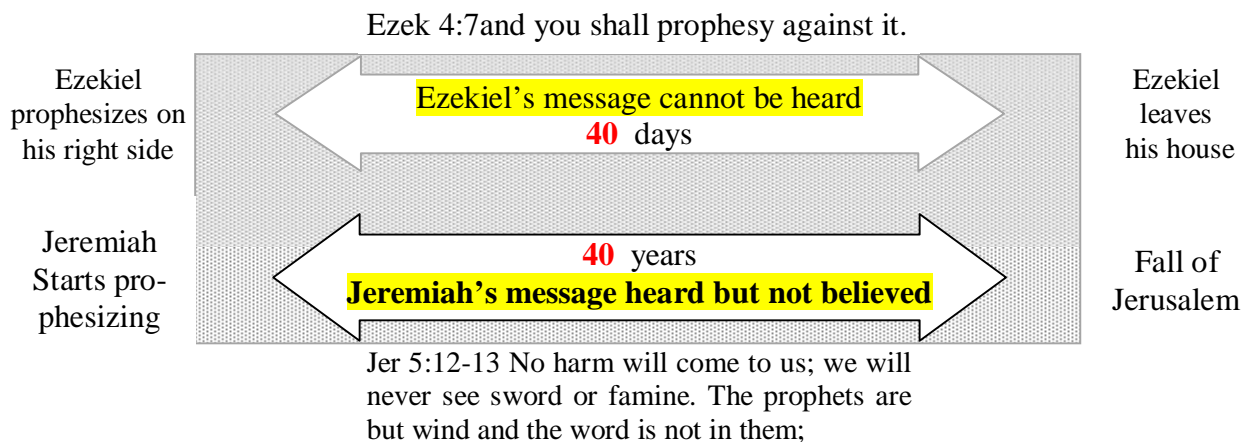 Ezek 4:7and you shall prophesy against it.
Ezekiel
prophesizes on
his right side
Ezekiel's message cannot be heard
40 days
Ezekiel
leaves
his house
Jeremiah
Starts pro-
phesizing
40 years
Jeremiah's message heard but not believed
Fall of
Jerusalem
Jer 5:12-13 No harm will come to us; we will
never see sword or famine. The prophets are
but wind and the word is not in them;